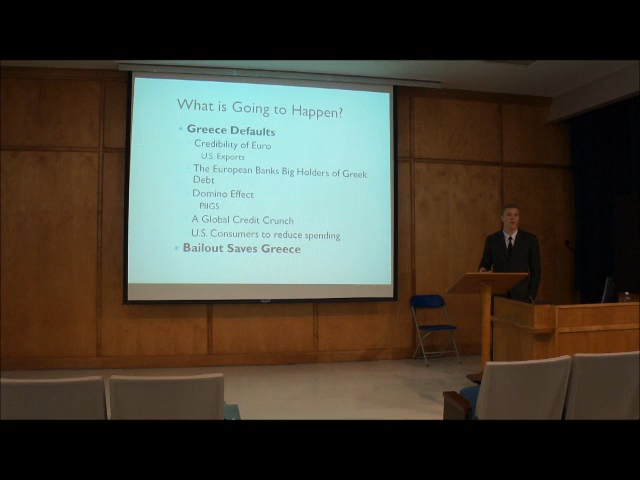 What is Going to Happen?
Greece Defaults
Credibility of Euro
U.S. Exports
The European Banks Big Holders of Greek
Debt
Domino Effect
PIIGS
A Global Credit Crunch
U.S. Consumers to reduce spending
Bailout Saves Greece